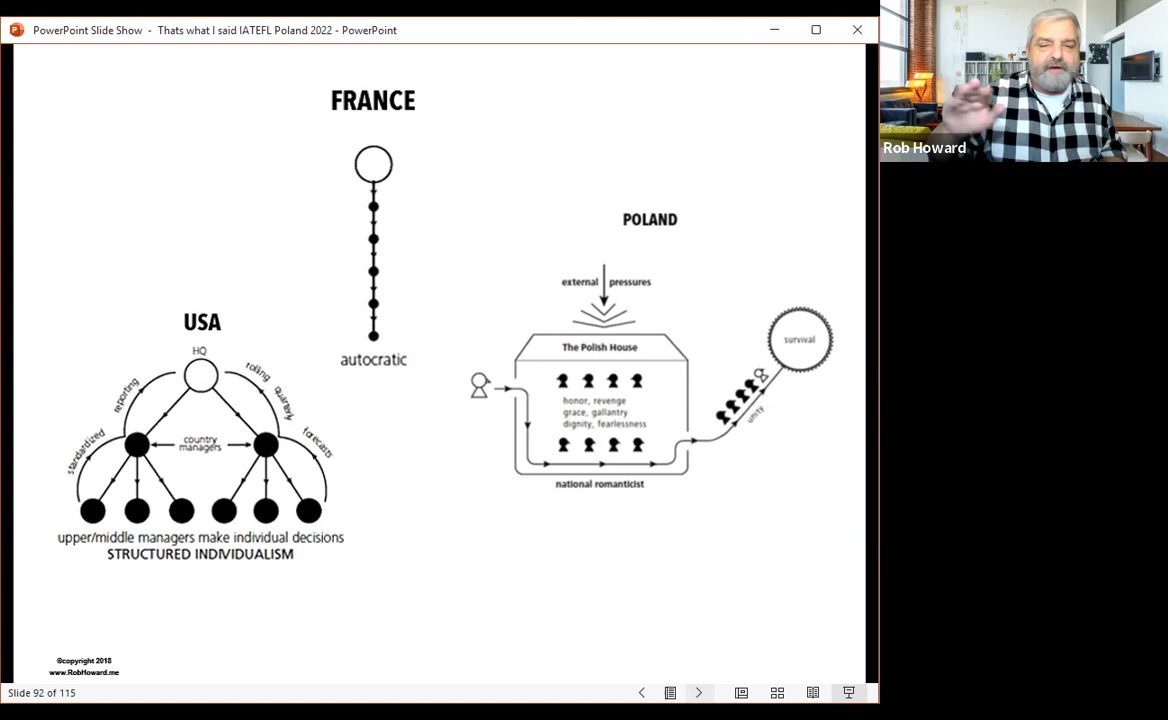 PowerPoint Slide Show - Thats what I said IATEFL Poland 2022 - PowerPoint
Rob Howard
FRANCE
autocratic
POLAND
external pressures
The Polish House
honor, revenge
grace, gallantry
dignity, fearlessness
national romanticist
unity
survival
USA
HQ
reporting
rolling
quarterly
standardized
forecasts
country
managers
upper/middle managers make individual decisions
STRUCTURED INDIVIDUALISM
©copyright 2018
www.RobHoward.me
Slide 92 of 115